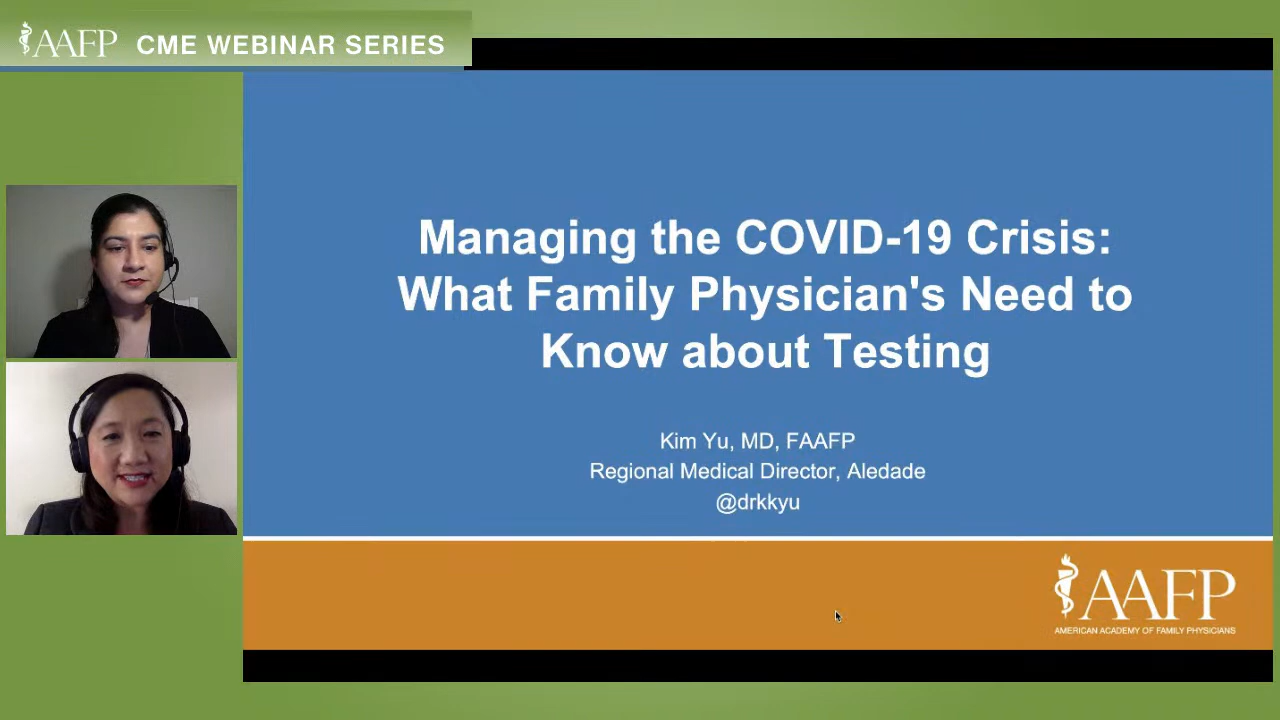 AAFP CME WEBINAR SERIES
Managing the COVID-19 Crisis:
What Family Physician's Need to
Know about Testing
Kim Yu, MD, FAAFP
Regional Medical Director, Aledade
@drkkyu
AAFP
AMERICAN ACADEMY OF FAMILY PHYSICIANS